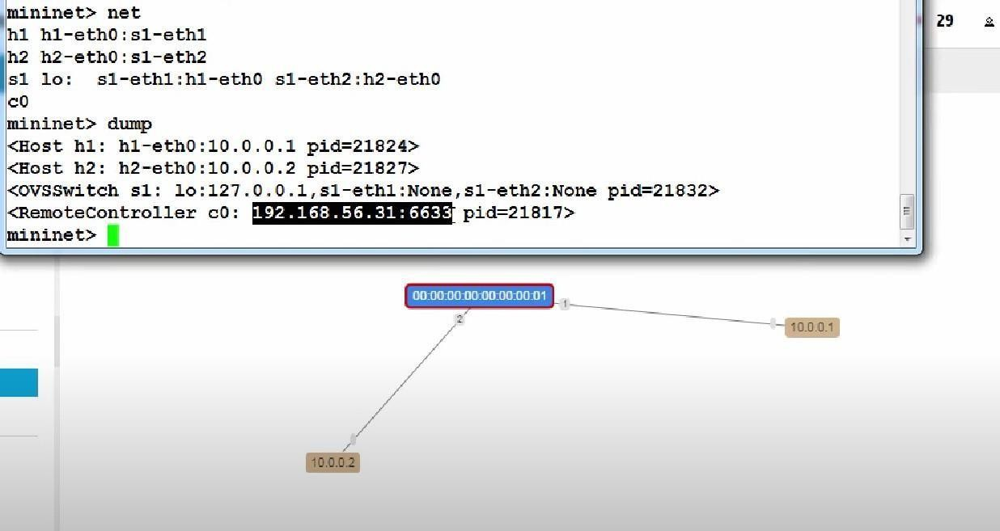 mininet> net
h1 h1-eth0:s1-eth1
h2 h2-eth0:s1-eth2
s1 lo:  s1-eth1:h1-eth0 s1-eth2:h2-eth0
c0
mininet> dump
<Host h1: h1-eth0:10.0.0.1 pid=21824>
<Host h2: h2-eth0:10.0.0.2 pid=21827>
<OVSSwitch s1: lo:127.0.0.1,s1-eth1:None,s1-eth2:None pid=21832>
<RemoteController c0: 192.168.56.31:6633 pid=21817>
mininet>
29
00:00:00:00:00:00:00:01
1
2
10.0.0.1
10.0.0.2